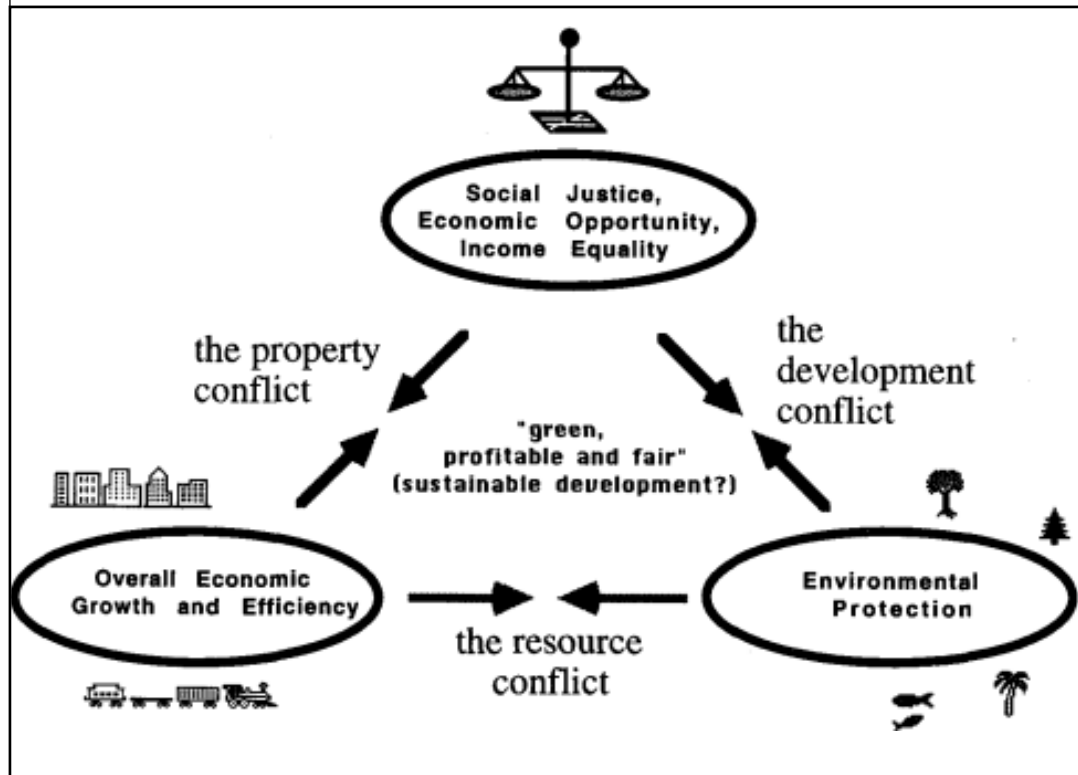 Social Justice,
Economic Opportunity,
Income Equality
the property
conflict
the
development
conflict
"green,
profitable and fair"
(sustainable development?)
Overall Economic
Growth and Efficiency
Environmental
Protection
the resource
conflict